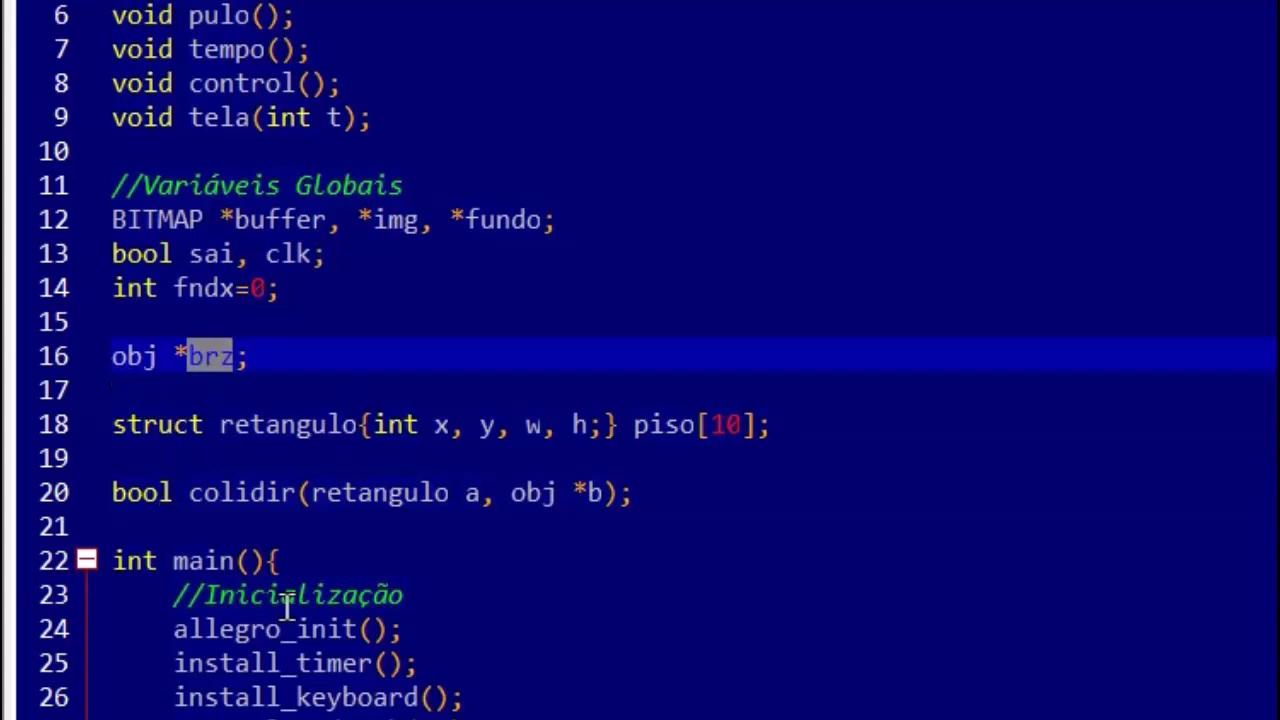 6 void pulo();
7 void tempo();
8 void control();
9 void tela(int t);
10
11 //Variáveis Globais
12 BITMAP *buffer, *img, *fundo;
13 bool sai, clk;
14 int fndx=0;
15
16 obj *brz;
17
18 struct retangulo{int x, y, w, h;} piso[10];
19
20 bool colidir(retangulo a, obj *b);
21
22 int main(){
23 //Inicialização
24 allegro_init();
25 install_timer();
26 install_keyboard();